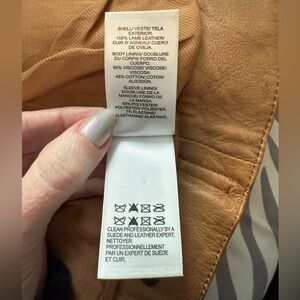 SHELL/ VESTE/ TELA
EXTERIOR
100% LAMB LEATHER/
CUIR D'AGNEAU/ CUERO
DE OVEJA.
BODY LINING/ DOUBLURE
DU CORPS/ FORRO DEL
CUERPO.
55% VISCOSE/ VISCOSE/
VISCOSA.
45% COTTON/ COTON/
ALGODON.
SLEEVE LINING/
DOUBLURE DE LA
MANCHE/ FORRO DE
LA MANGA.
93% POLYESTER/
POLYESTER/ POLIESTER.
7% ELASTANE/
ELASTHANE/ ELASTANO.
CLEAN PROFESSIONALLY BY A
SUEDE AND LEATHER EXPERT.
NETTOYER
PROFESSIONNELLEMENT
PAR UN EXPERT DE SUÈDE
ET CUIR.